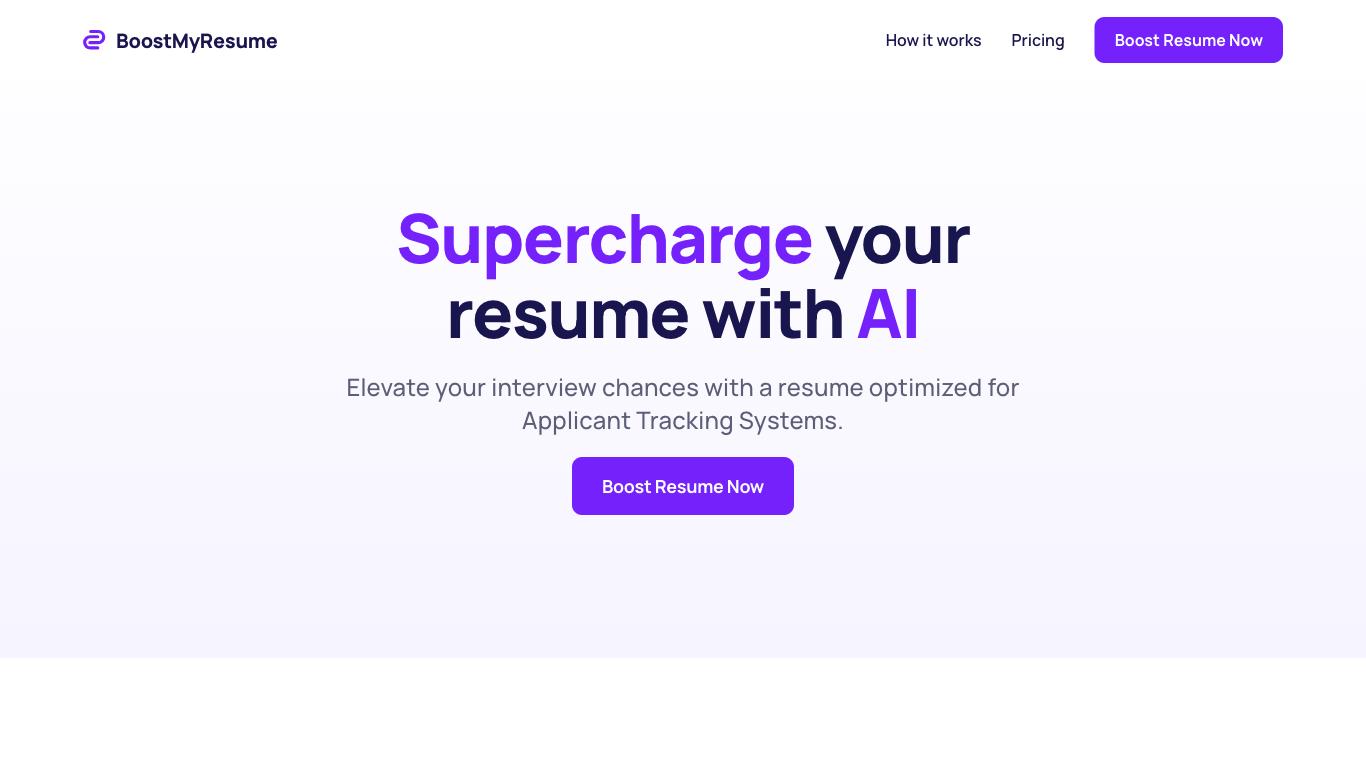 BoostMyResume
How it works
Pricing
Boost Resume Now
Supercharge your
resume with AI
Elevate your interview chances with a resume optimized for
Applicant Tracking Systems.
Boost Resume Now